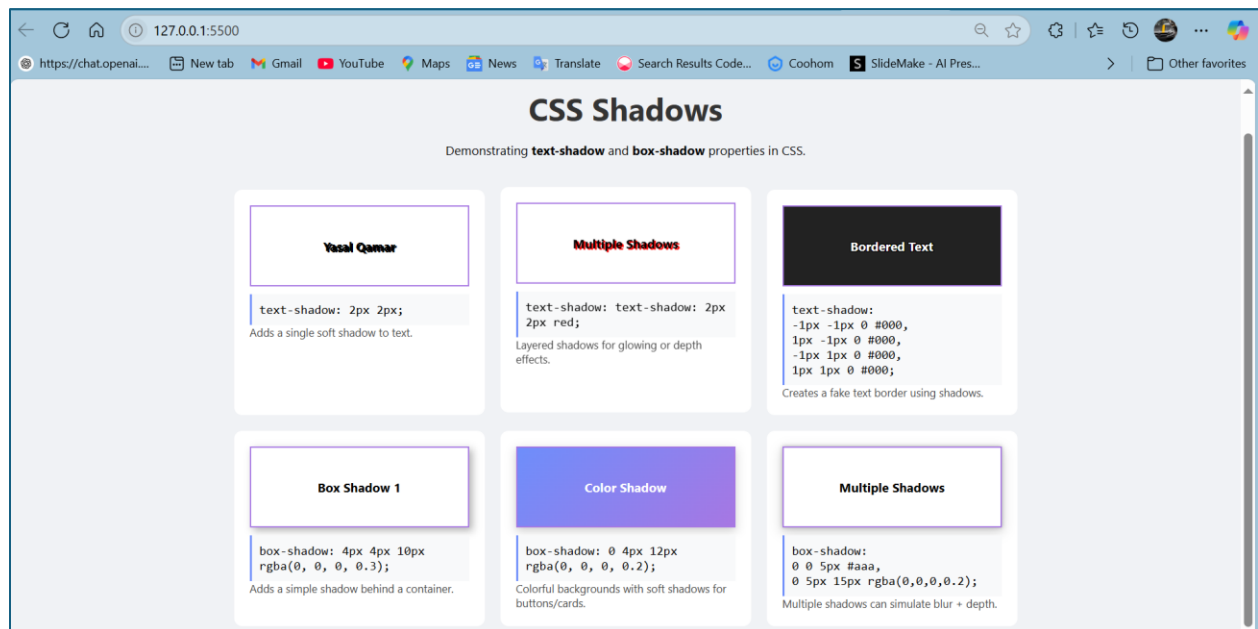 127.0.0.1:5500
https://chat.openai.... New tab Gmail YouTube Maps News Translate Search Results Code... Coohom SlideMake - AI Pres... Other favorites
CSS Shadows
Demonstrating text-shadow and box-shadow properties in CSS.
Yasal Qamar
text-shadow: 2px 2px;
Adds a single soft shadow to text.
Multiple Shadows
text-shadow: text-shadow: 2px
2px red;
Layered shadows for glowing or depth
effects.
Bordered Text
text-shadow:
-1px -1px 0 #000,
1px -1px 0 #000,
-1px 1px 0 #000,
1px 1px 0 #000;
Creates a fake text border using shadows.
Box Shadow 1
box-shadow: 4px 4px 10px
rgba(0, 0, 0, 0.3);
Adds a simple shadow behind a container.
Color Shadow
box-shadow: 0 4px 12px
rgba(0, 0, 0, 0.2);
Colorful backgrounds with soft shadows for
buttons/cards.
Multiple Shadows
box-shadow:
0 0 5px #aaa,
0 5px 15px rgba(0,0,0,0.2);
Multiple shadows can simulate blur + depth.